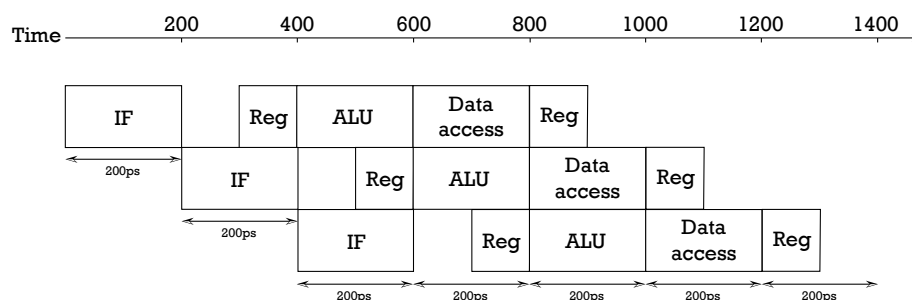 Time 200 400 600 800 1000 1200 1400
IF Reg ALU Data access Reg
200ps
IF Reg ALU Data access Reg
200ps
IF Reg ALU Data access Reg
200ps 200ps 200ps 200ps 200ps